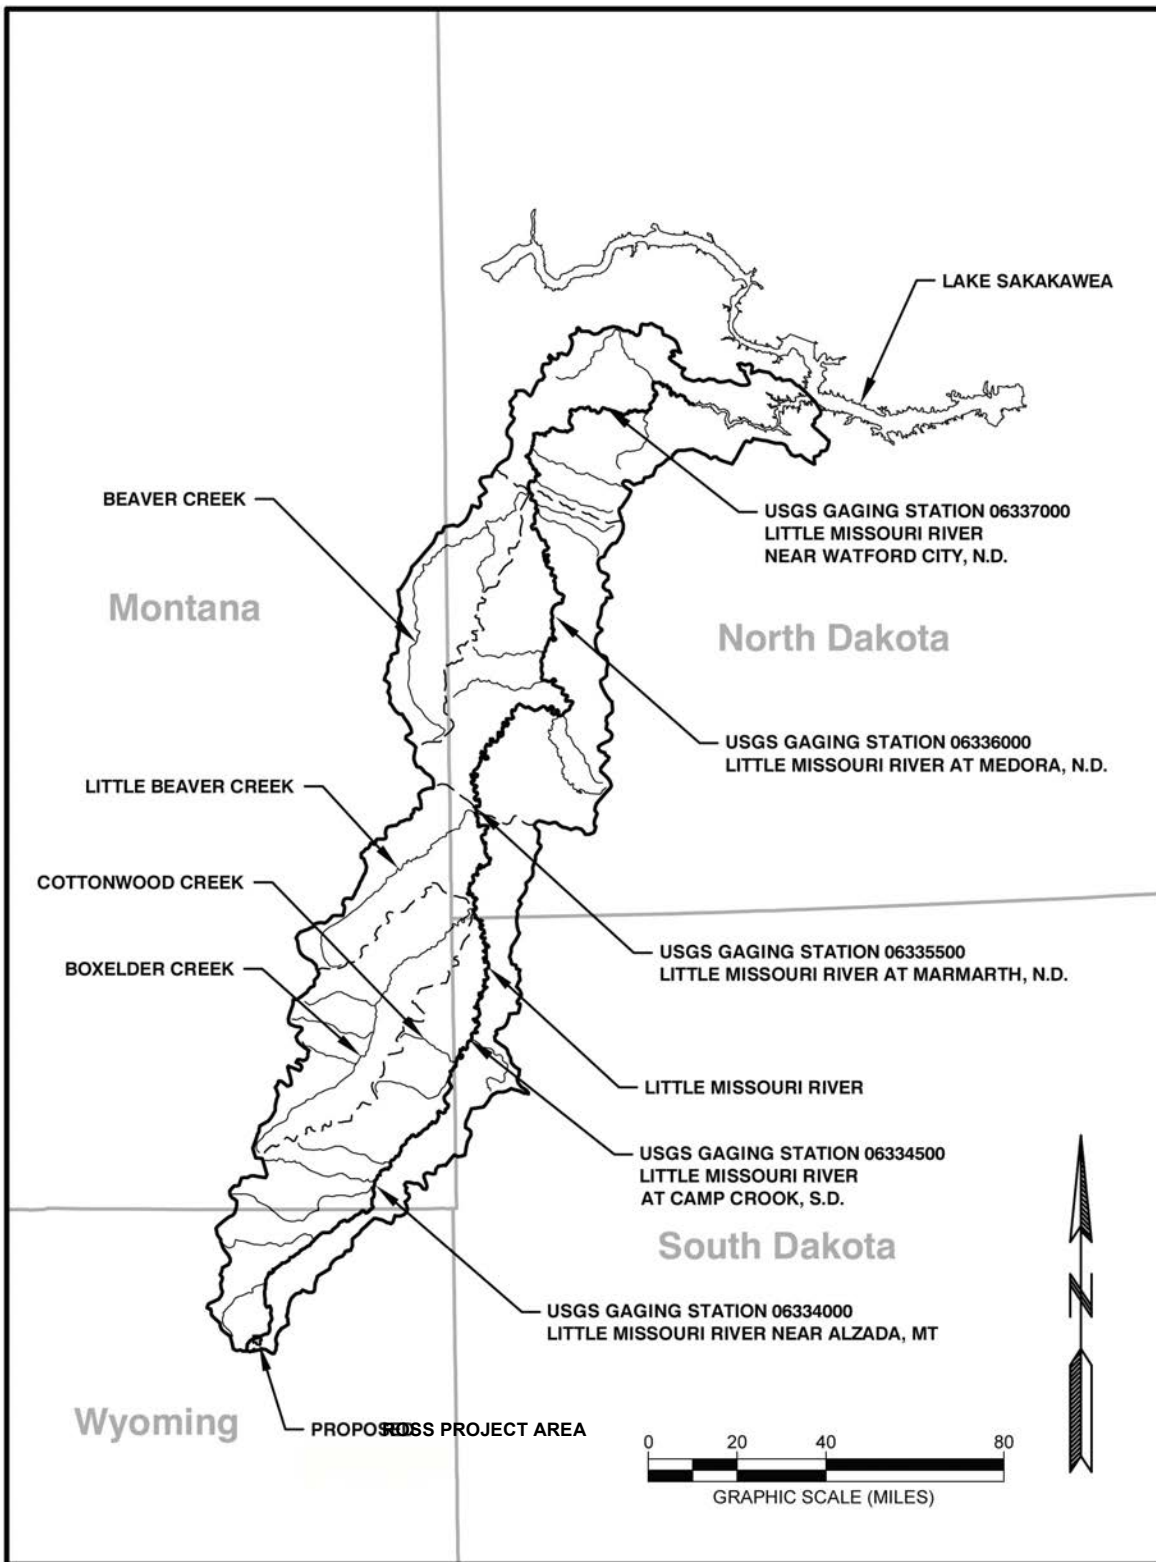 LAKE SAKAKAWEA
BEAVER CREEK
USGS GAGING STATION 06337000
LITTLE MISSOURI RIVER
NEAR WATFORD CITY, N.D.
Montana
North Dakota
USGS GAGING STATION 06336000
LITTLE MISSOURI RIVER AT MEDORA, N.D.
LITTLE BEAVER CREEK
COTTONWOOD CREEK
USGS GAGING STATION 06335500
LITTLE MISSOURI RIVER AT MARMARTH, N.D.
BOXELDER CREEK
LITTLE MISSOURI RIVER
USGS GAGING STATION 06334500
LITTLE MISSOURI RIVER
AT CAMP CROOK, S.D.
South Dakota
USGS GAGING STATION 06334000
LITTLE MISSOURI RIVER NEAR ALZADA, MT
Wyoming
PROPOSED ROSS PROJECT AREA
N
0 20 40 80
GRAPHIC SCALE (MILES)